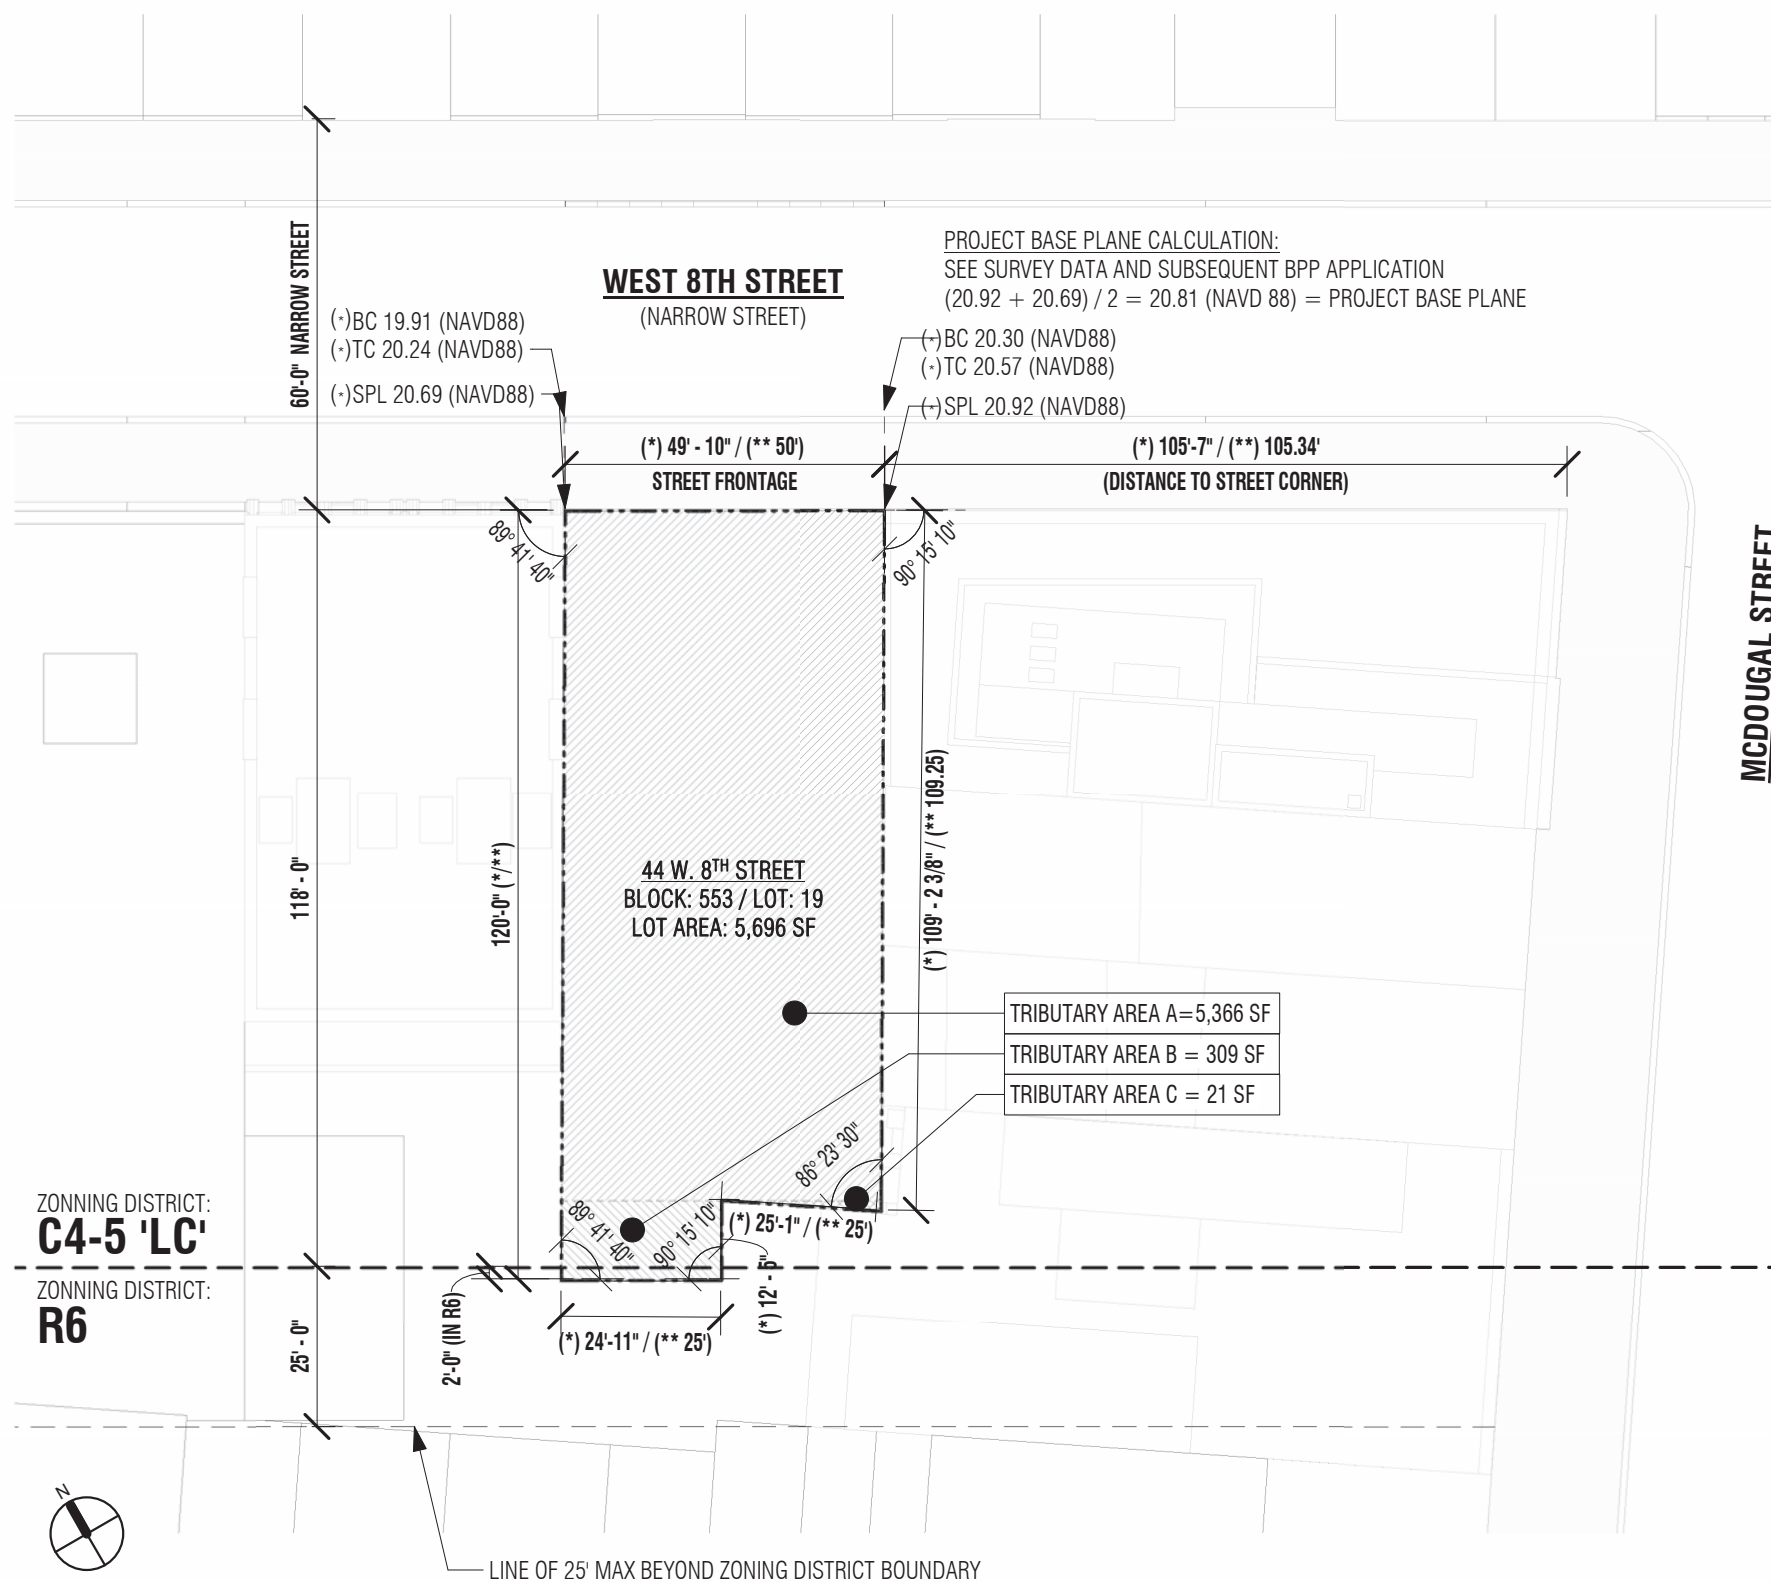 60'-0" NARROW STREET
WEST 8TH STREET
(NARROW STREET)
PROJECT BASE PLANE CALCULATION:
SEE SURVEY DATA AND SUBSEQUENT BPP APPLICATION
(20.92 + 20.69) / 2 = 20.81 (NAVD 88) = PROJECT BASE PLANE
(*)BC 19.91 (NAVD88)
(*)TC 20.24 (NAVD88)
(*)SPL 20.69 (NAVD88)
(*)BC 20.30 (NAVD88)
(*)TC 20.57 (NAVD88)
(*)SPL 20.92 (NAVD88)
(*) 49' - 10" / (** 50')
STREET FRONTAGE
(*) 105'-7" / (**) 105.34'
(DISTANCE TO STREET CORNER)
89° 41' 40"
90° 15' 10"
MCDOUGAL STREET
118' - 0"
120'-0" (*/**)
(*) 109' - 2 3/8" / (** 109.25)
44 W. 8TH STREET
BLOCK: 553 / LOT: 19
LOT AREA: 5,696 SF
TRIBUTARY AREA A=5,366 SF
TRIBUTARY AREA B = 309 SF
TRIBUTARY AREA C = 21 SF
86° 23' 30"
89° 41' 40"
90° 15' 10"
(*) 25'-1" / (** 25')
(*) 12' - 5"
ZONNING DISTRICT:
C4-5 'LC'
ZONNING DISTRICT:
R6
25' - 0"
2'-0" (IN R6)
(*) 24'-11" / (** 25')
N
LINE OF 25' MAX BEYOND ZONING DISTRICT BOUNDARY